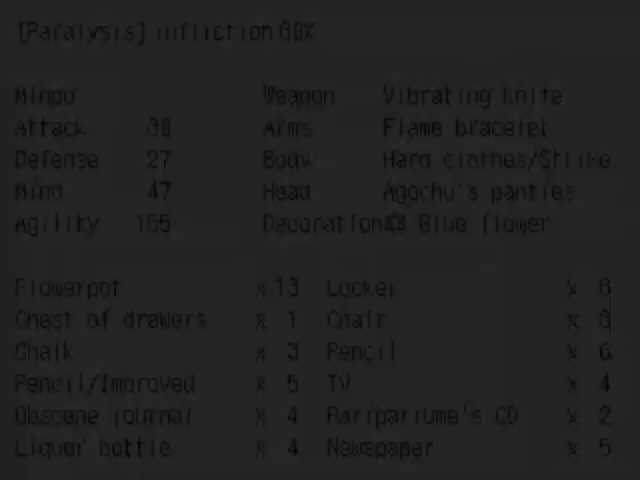 [Paralysis] infliction 60%
Minpo Weapon Vibrating knife
Attack 30 Arms Flame bracelet
Defense 27 Body Hard clothes/Strike
Mind 47 Head Agochu's panties
Agility 165 Decoration Blue flower
Flowerpot x 13 Locker x 6
Chest of drawers x 1 Chair x
Chalk x 3 Pencil x 6
Pencil/Improved x 5 TV x 4
Obscene journal x 4 Paripariume's CD x 2
Liquor bottle x 4 Newspaper x 5